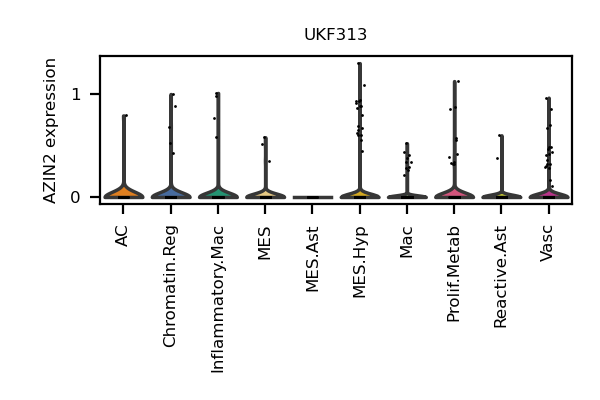 UKF313
AZIN2 expression
1
0
AC
Chromatin.Reg
Inflammatory.Mac
MES
MES.Ast
MES.Hyp
Mac
Prolif.Metab
Reactive.Ast
Vasc